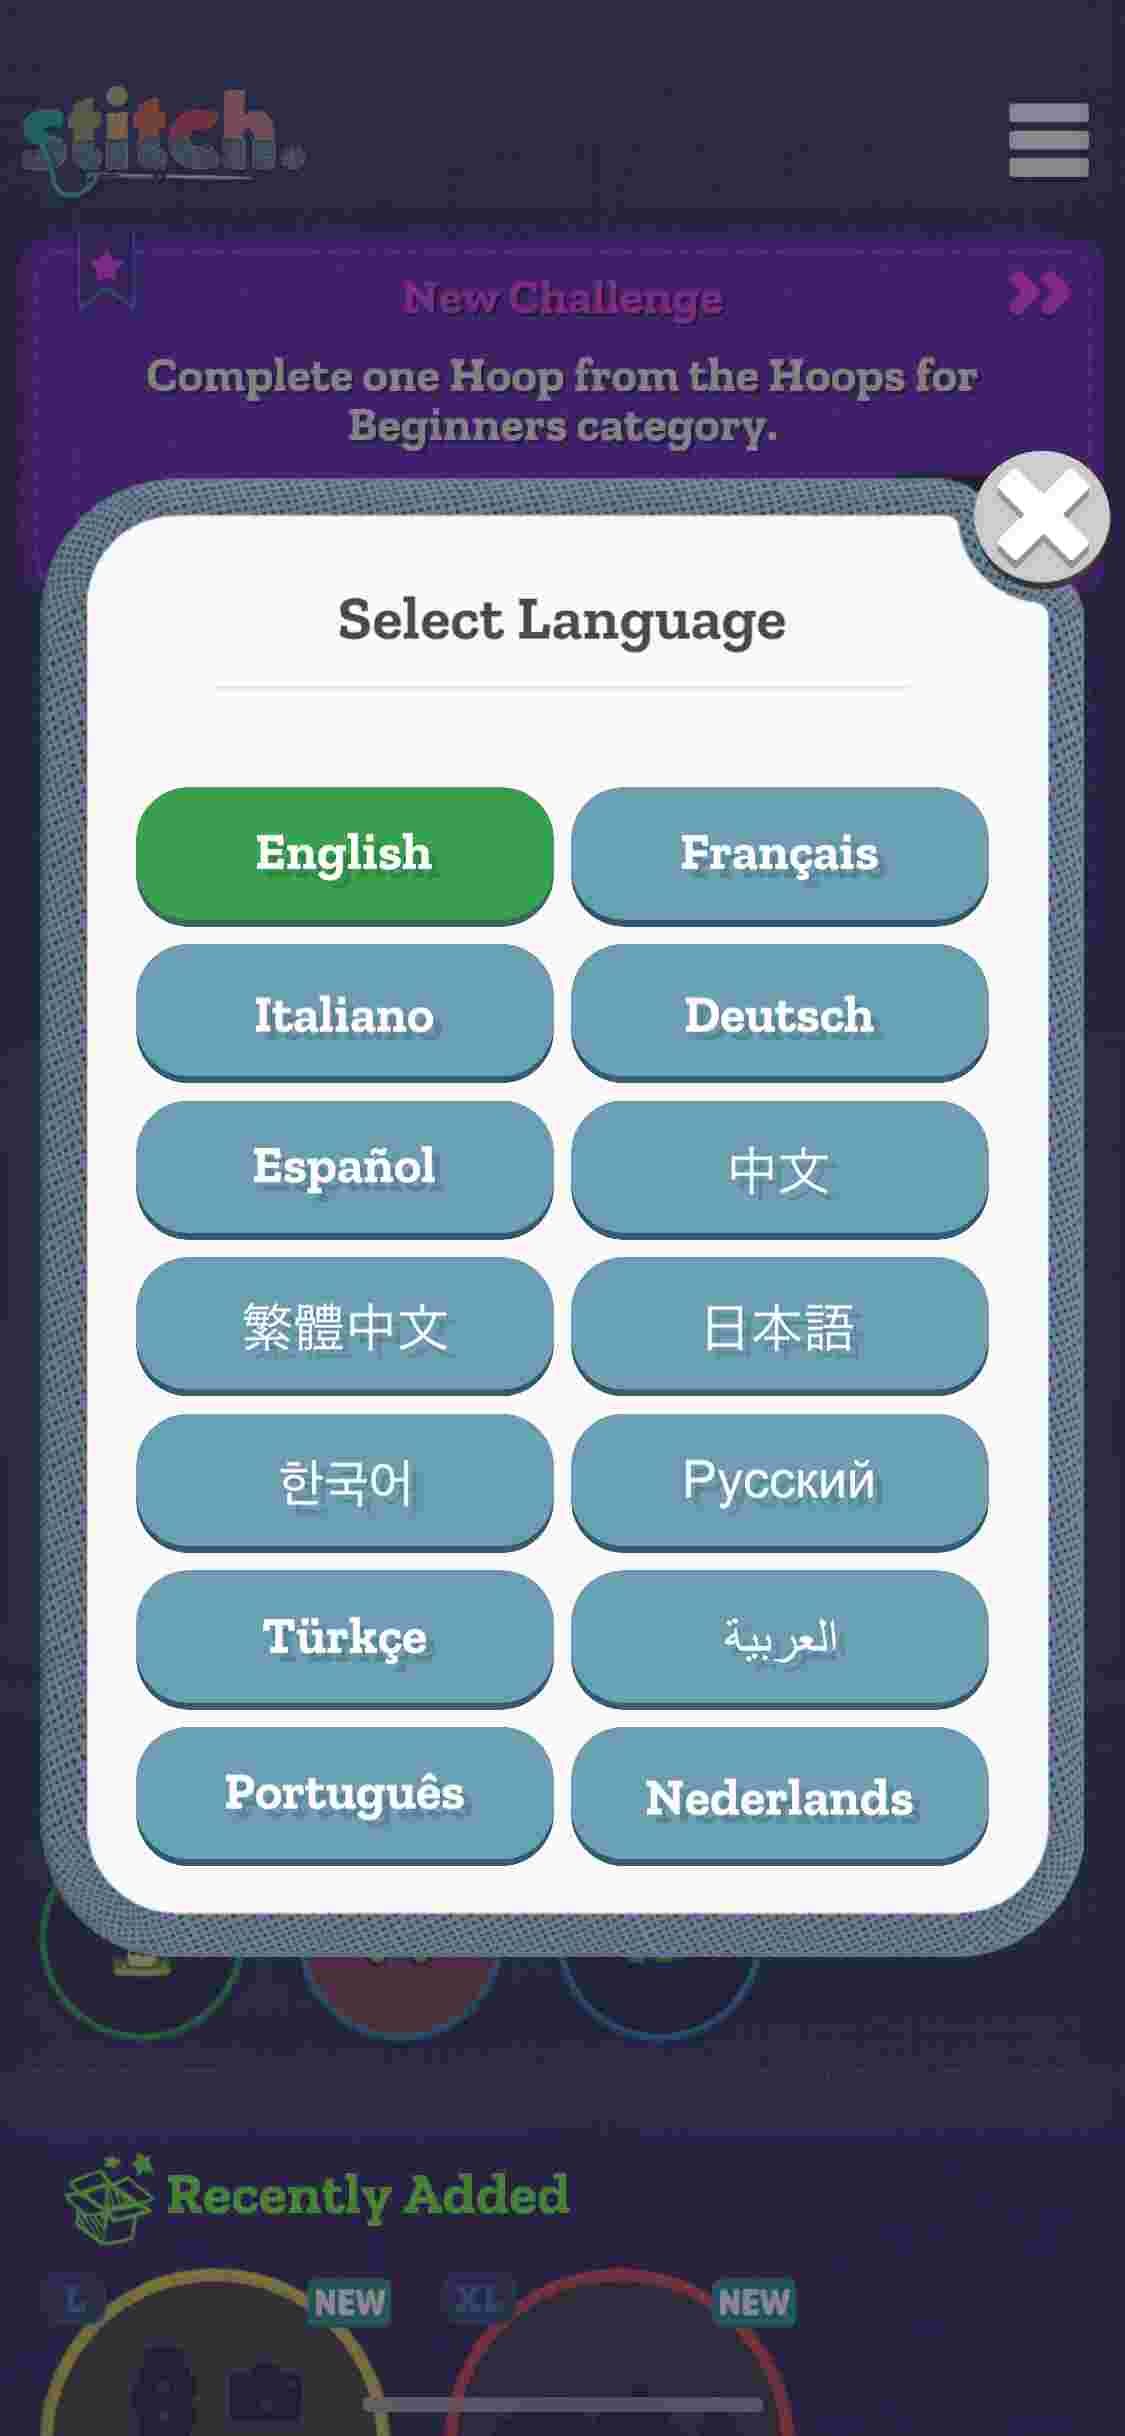 stitch.
New Challenge
Complete one Hoop from the Hoops for
Beginners category.
Select Language
English
Français
Italiano
Deutsch
Español
中文
繁體中文
日本語
한국어
Русский
Türkçe
العربية
Português
Nederlands
Recently Added
L
NEW
XL
NEW